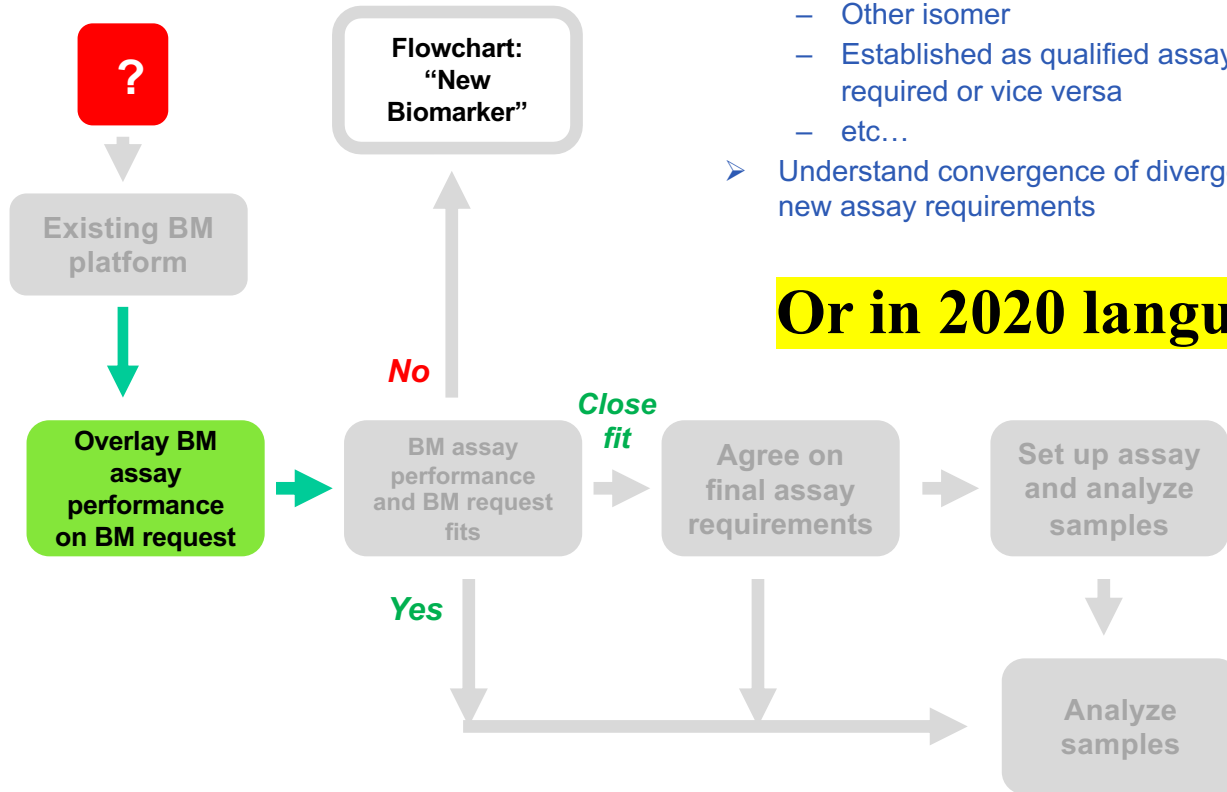 ?
Flowchart:
“New
Biomarker”
– Other isomer
– Established as qualified assay
required or vice versa
– etc…
➢ Understand convergence of
new assay requirements
Existing BM
platform
Or in 2020
No
Close
fit
Overlay BM
assay
performance
on BM request
BM assay
performance
and BM request
fits
Agree on
final assay
requirements
Set up assay
and analyze
samples
Yes
Analyze
samples